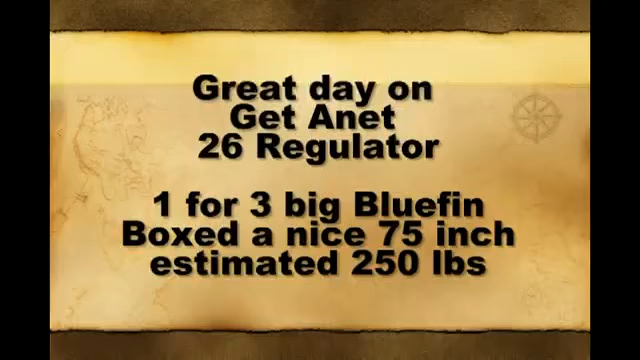 Great day on
Get Anet
26 Regulator
1 for 3 big Bluefin
Boxed a nice 75 inch
estimated 250 lbs